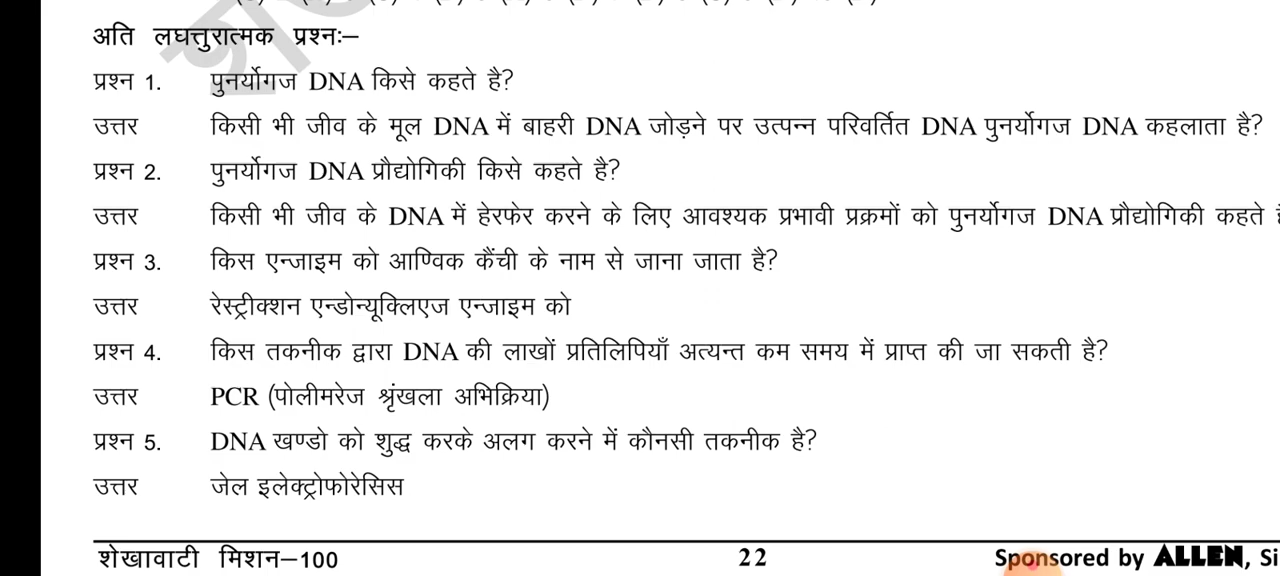 अति लघत्तुरात्मक प्रश्नः–
प्रश्न 1. पुनर्योगज DNA किसे कहते है?
उत्तर किसी भी जीव के मूल DNA में बाहरी DNA जोड़ने पर उत्पन्न परिवर्तित DNA पुनर्योगज DNA कहलाता है?
प्रश्न 2. पुनर्योगज DNA प्रौद्योगिकी किसे कहते है?
उत्तर किसी भी जीव के DNA में हेरफेर करने के लिए आवश्यक प्रभावी प्रक्रमों को पुनर्योगज DNA प्रौद्योगिकी कहते
प्रश्न 3. किस एन्जाइम को आण्विक कैंची के नाम से जाना जाता है?
उत्तर रेस्ट्रीक्शन एन्डोन्यूक्लिएज एन्जाइम को
प्रश्न 4. किस तकनीक द्वारा DNA की लाखों प्रतिलिपियाँ अत्यन्त कम समय में प्राप्त की जा सकती है?
उत्तर PCR (पोलीमरेज श्रृंखला अभिक्रिया)
प्रश्न 5. DNA खण्डो को शुद्ध करके अलग करने में कौनसी तकनीक है?
उत्तर जेल इलेक्ट्रोफोरेसिस
शेखावाटी मिशन–100 22 Sponsored by ALLEN, Si